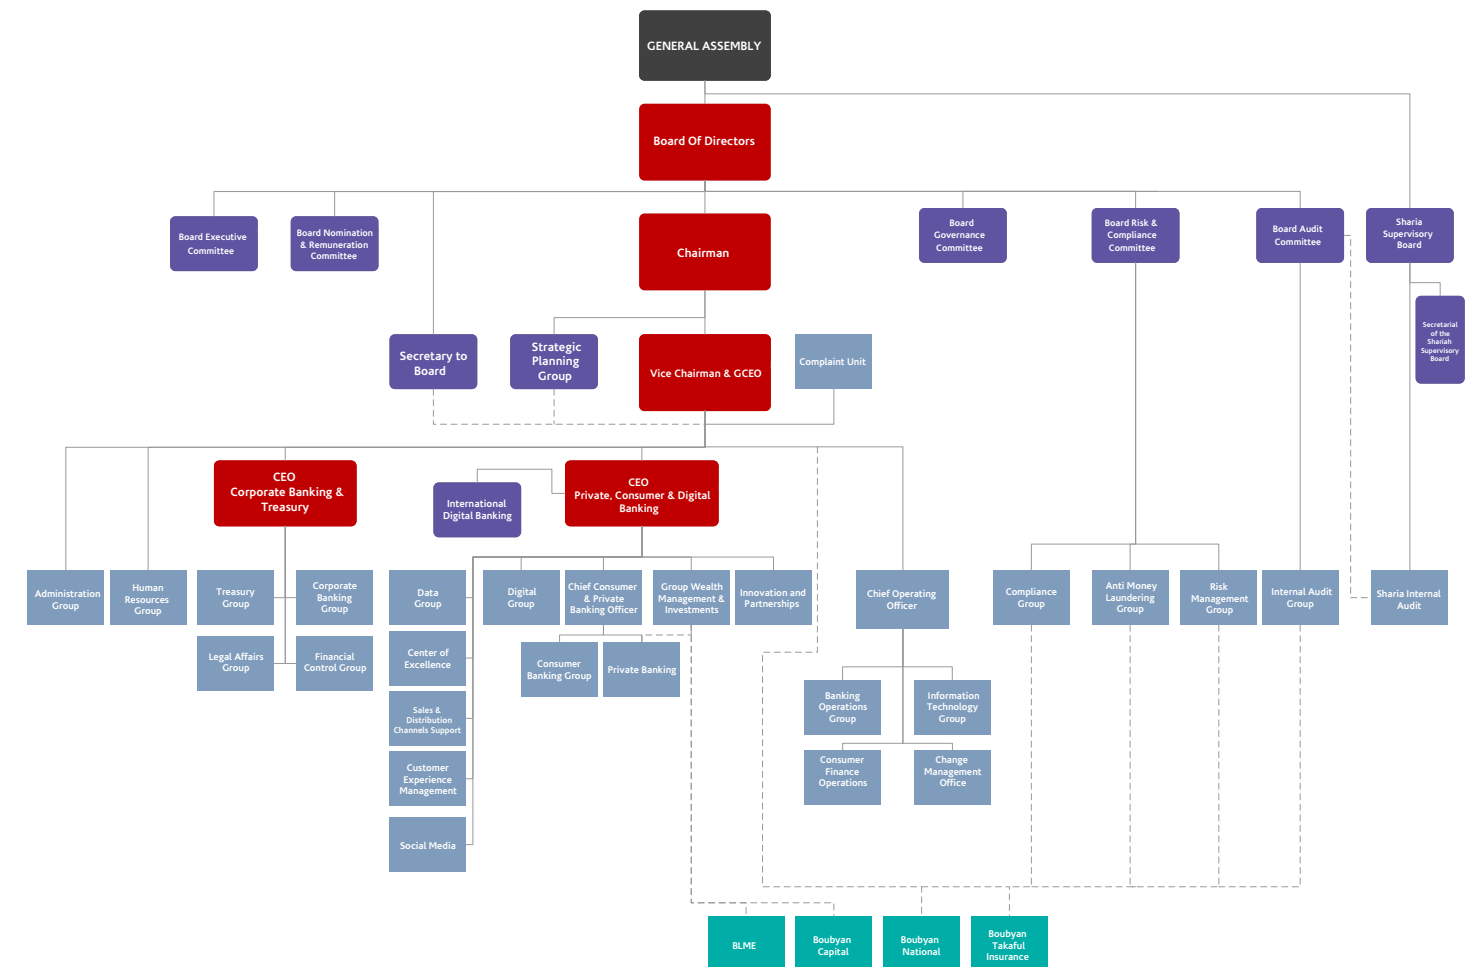 GENERAL ASSEMBLY
Board Of Directors
Board Executive
Committee
Board Nomination
& Remuneration
Committee
Chairman
Board
Governance
Committee
Board Risk &
Compliance
Committee
Board Audit
Committee
Sharia
Supervisory
Board
Secretarial
of the
Shariah
Supervisory
Board
Secretary to
Board
Strategic
Planning
Group
Vice Chairman & GCEO
Complaint Unit
CEO
Corporate Banking &
Treasury
International
Digital Banking
CEO
Private, Consumer & Digital
Banking
Administration
Group
Human
Resources
Group
Treasury
Group
Corporate
Banking
Group
Data
Group
Digital
Group
Chief Consumer
& Private
Banking Officer
Group Wealth
Management &
Investments
Innovation and
Partnerships
Chief Operating
Officer
Compliance
Group
Anti Money
Laundering
Group
Risk
Management
Group
Internal Audit
Group
Sharia Internal
Audit
Legal Affairs
Group
Financial
Control Group
Center of
Excellence
Consumer
Banking Group
Private Banking
Sales &
Distribution
Channels Support
Banking
Operations
Group
Information
Technology
Group
Customer
Experience
Management
Consumer
Finance
Operations
Change
Management
Office
Social Media
BLME
Boubyan
Capital
Boubyan
National
Boubyan
Takaful
Insurance